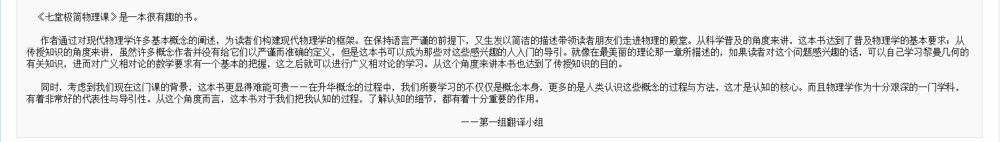 《七堂极简物理课》是一本很有趣的书。
作者通过对现代物理学许多基本概念的阐述，为读者们构建现代物理学的框架。在保持语言严谨的前提下，又生发以简洁的描述带领读者朋友们走进物理的殿堂。从科学普及的角度来讲，这本书达到了普及物理学的基本要求；从
传授知识的角度来讲，虽然许多概念作者并没有给它们以严谨而准确的定义，但是这本书可以成为那些对这些感兴趣的人入门的导引。就像在最美丽的理论那一章所描述的，如果读者对这个问题感兴趣的话，可以自己学习黎曼几何的
有关知识，进而对广义相对论的数学要求有一个基本的把握，这之后就可以进行广义相对论的学习。从这个角度来讲本书也达到了传授知识的目的。
同时，考虑到我们现在这门课的背景，这本书更显得难能可贵——在升华概念的过程中，我们所要学习的不仅仅是概念本身，更多的是人类认识这些概念的过程与方法，这才是认知的核心。而且物理学作为十分艰深的一门学科，
有着非常好的代表性与导引性。从这个角度而言，这本书对于我们把我认知的过程，了解认知的细节，都有着十分重要的作用。
——第一组翻译小组